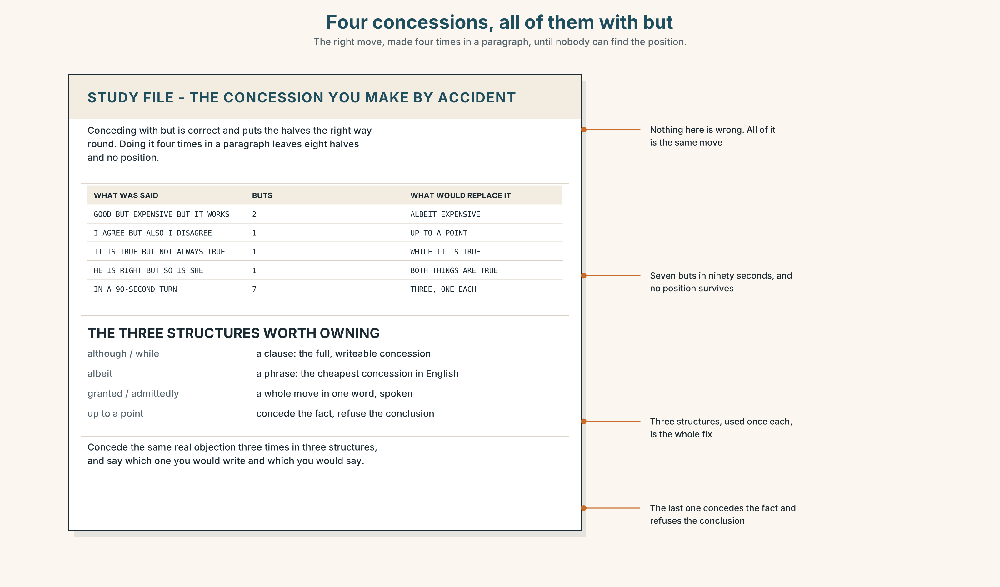 Four concessions, all of them with but
The right move, made four times in a paragraph, until nobody can find the position.
STUDY FILE - THE CONCESSION YOU MAKE BY ACCIDENT
Conceding with but is correct and puts the halves the right way
round. Doing it four times in a paragraph leaves eight halves
and no position.
Nothing here is wrong. All of it
is the same move
WHAT WAS SAID BUTS WHAT WOULD REPLACE IT
GOOD BUT EXPENSIVE BUT IT WORKS 2 ALBEIT EXPENSIVE
I AGREE BUT ALSO I DISAGREE 1 UP TO A POINT
IT IS TRUE BUT NOT ALWAYS TRUE 1 WHILE IT IS TRUE
HE IS RIGHT BUT SO IS SHE 1 BOTH THINGS ARE TRUE
IN A 90-SECOND TURN 7 THREE, ONE EACH
Seven buts in ninety seconds, and
no position survives
THE THREE STRUCTURES WORTH OWNING
although / while a clause: the full, writeable concession
albeit a phrase: the cheapest concession in English
granted / admittedly a whole move in one word, spoken
up to a point concede the fact, refuse the conclusion
Three structures, used once each,
is the whole fix
Concede the same real objection three times in three structures,
and say which one you would write and which you would say.
The last one concedes the fact and
refuses the conclusion